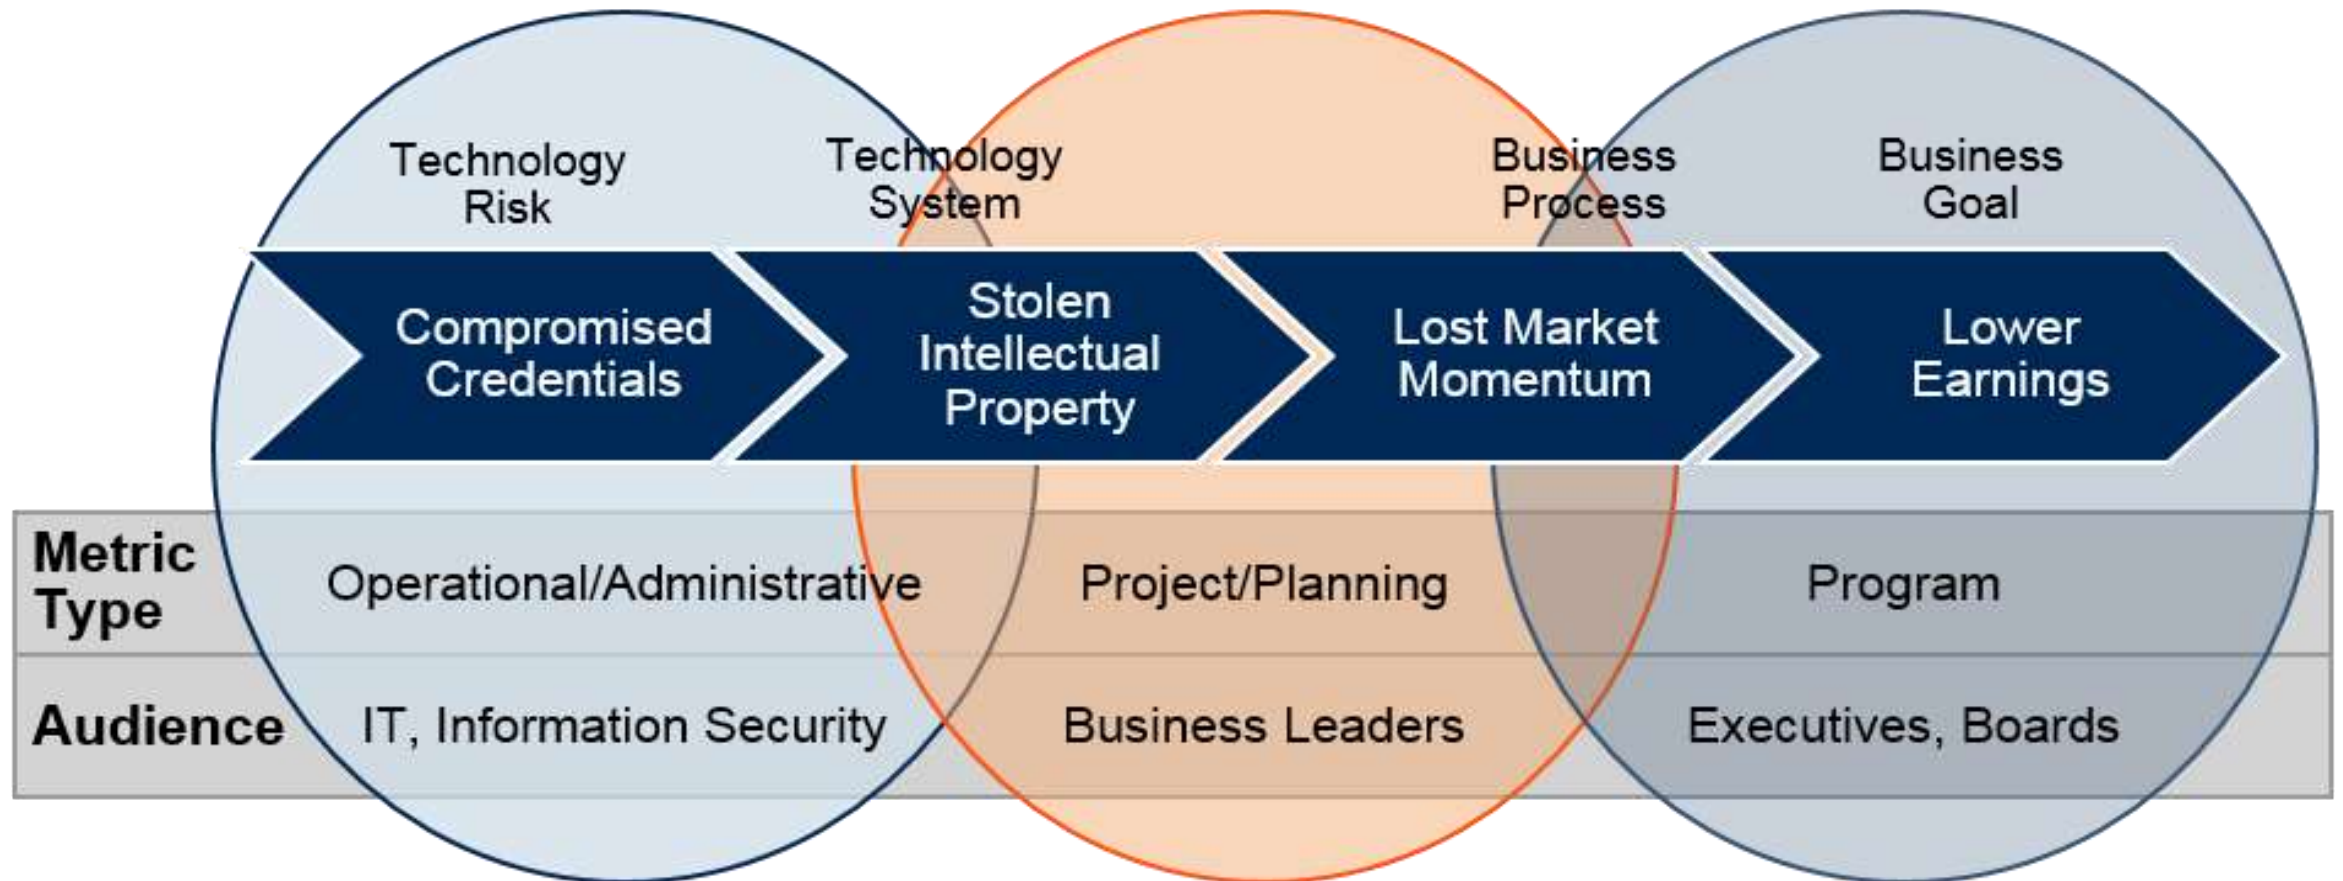 Technology
Risk
Technology
System
Business
Process
Business
Goal
Compromised
Credentials
Stolen
Intellectual
Property
Lost Market
Momentum
Lower
Earnings
Metric
Type
Operational/Administrative
Project/Planning
Program
Audience
IT, Information Security
Business Leaders
Executives, Boards